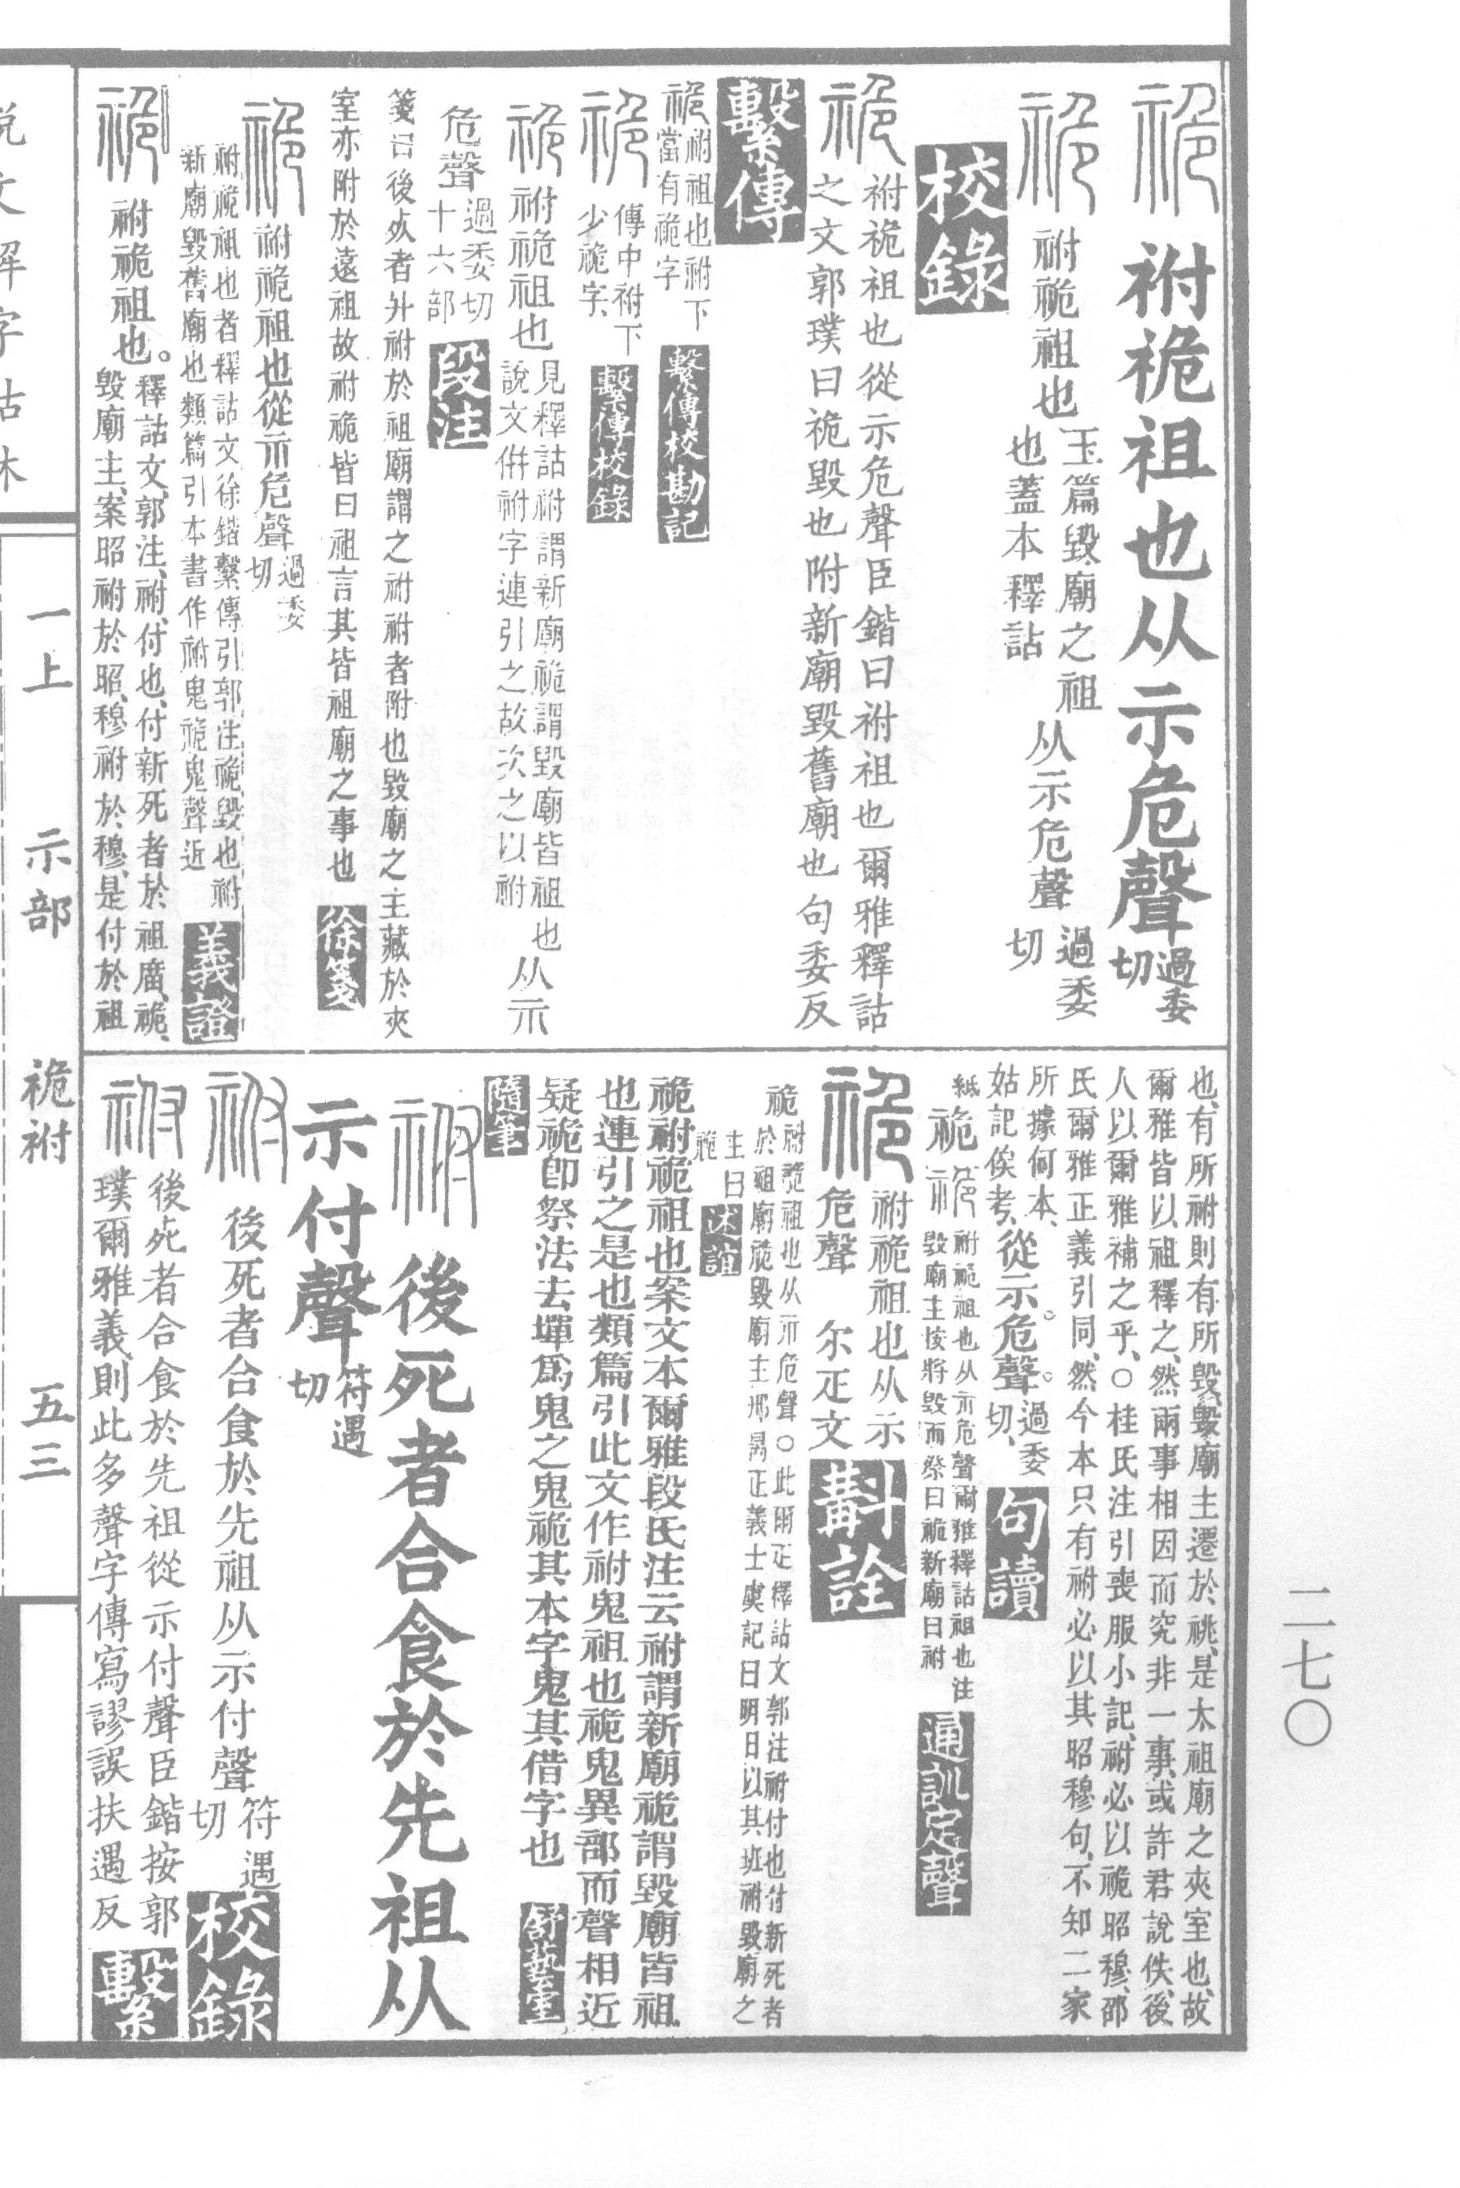 祔祪祖也从示危聲過委切
祔祪祖也玉篇毀廟之祖也蓋本釋詁从示危聲過委切
校錄
祔祪祖也從示危聲臣鍇曰祔祖也爾雅釋詁
之文郭璞曰祪毀也附新廟毀舊廟也句委反
繫傳
祪祔祖也祔下當有祪字
繫傳校勘記
傳中祔下少祪字
繫傳校錄
祔祪祖也見釋詁祔謂新廟祪謂毀廟皆祖也說文倂祔字連引之故次之以祔从示
危聲過委切十六部
段注
箋曰後死者升祔於祖廟謂之祔祔者附也毀廟之主藏於夾
室亦附於遠祖故祔祪皆曰祖言其皆祖廟之事也
徐箋
祔祪祖也從示危聲過委切
祔祪祖也者釋詁文徐鍇繫傳引郭注祪毀也祔
新廟毀舊廟也類篇引本書作祔鬼祪鬼聲近
義證
祔祪祖也。釋詁文、郭注、祔、付也、付新死者於祖廟、祪、
毀廟主、案昭祔於昭、穆祔於穆、是付於祖
也、有所祔則有所毀、毀廟主遷於祧、是太祖廟之夾室也、故
爾雅皆以祖釋之、然兩事相因而究非一事、或許君說佚、後
人以爾雅補之乎、○桂氏注引喪服小記、祔必以祪昭穆、邵
氏爾雅正義引同、然今本只有祔必以其昭穆句、不知二家
所據何本、
姑記俟考、從示。危聲。過委切、
句讀
紙祪
祔祪祖也从示危聲爾雅釋詁祖也注
毀廟主按將毀而祭曰祪新廟曰祔
通訓定聲
祔祪祖也从示
危聲 尒疋文
斠詮
祪祔祪祖也从示危聲○此爾疋釋詁文郭注祔付也付新死者
於祖廟祪毀廟主邢昺正義士虞記曰明日以其班祔毀廟之
主曰祪
述誼
祪祔祪祖也案文本爾雅段氏注云祔謂新廟祪謂毀廟皆祖
也連引之是也類篇引此文作祔鬼祖也祪鬼異部而聲相近
疑祪卽祭法去墠爲鬼之鬼祪其本字鬼其借字也
舒藝室
隨筆
後死者合食於先祖从
示付聲符遇切
後死者合食於先祖从示付聲符遇切
校錄
後死者合食於先祖從示付聲臣鍇按郭
璞爾雅義則此多聲字傳寫謬誤扶遇反
繫
一上
示部
祪祔
五三
二七〇